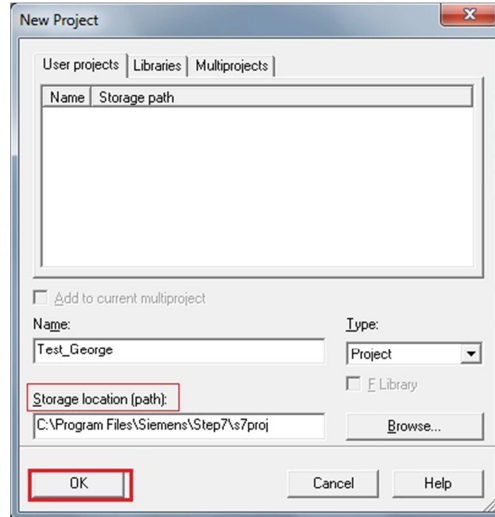 New Project
User projects Libraries Multiprojects
Name Storage path
Add to current multiproject
Name:
Type:
Test_George
Project
F Library
Storage location (path):
C:\Program Files\Siemens\Step7\s7proj
Browse...
OK Cancel Help